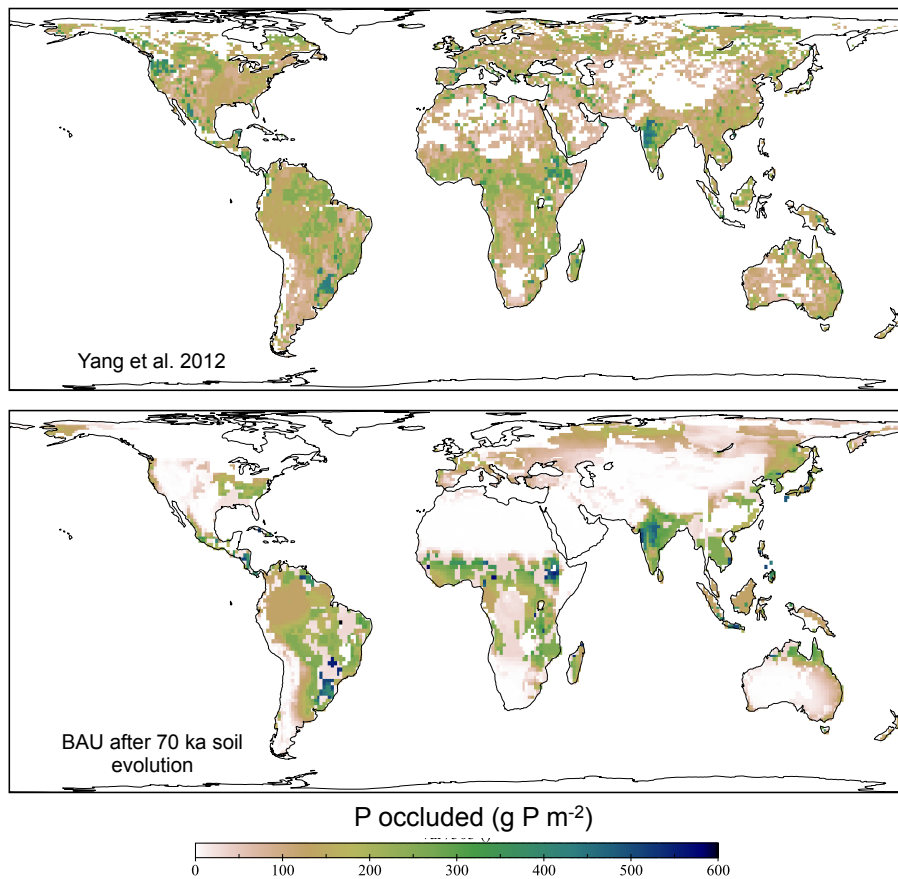 Yang et al. 2012
BAU after 70 ka soil
evolution
P occluded (g P m-2)
0 100 200 300 400 500 600